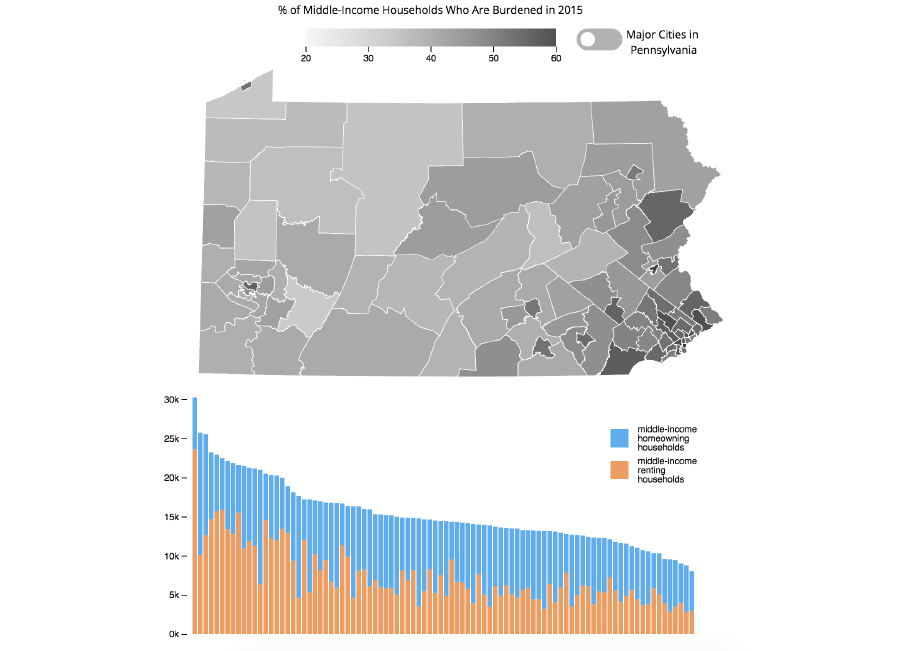 % of Middle-Income Households Who Are Burdened in 2015
20 30 40 50 60
Major Cities in
Pennsylvania
30k
25k
20k
15k
10k
5k
0k
middle-income
homeowning
households
middle-income
renting
households